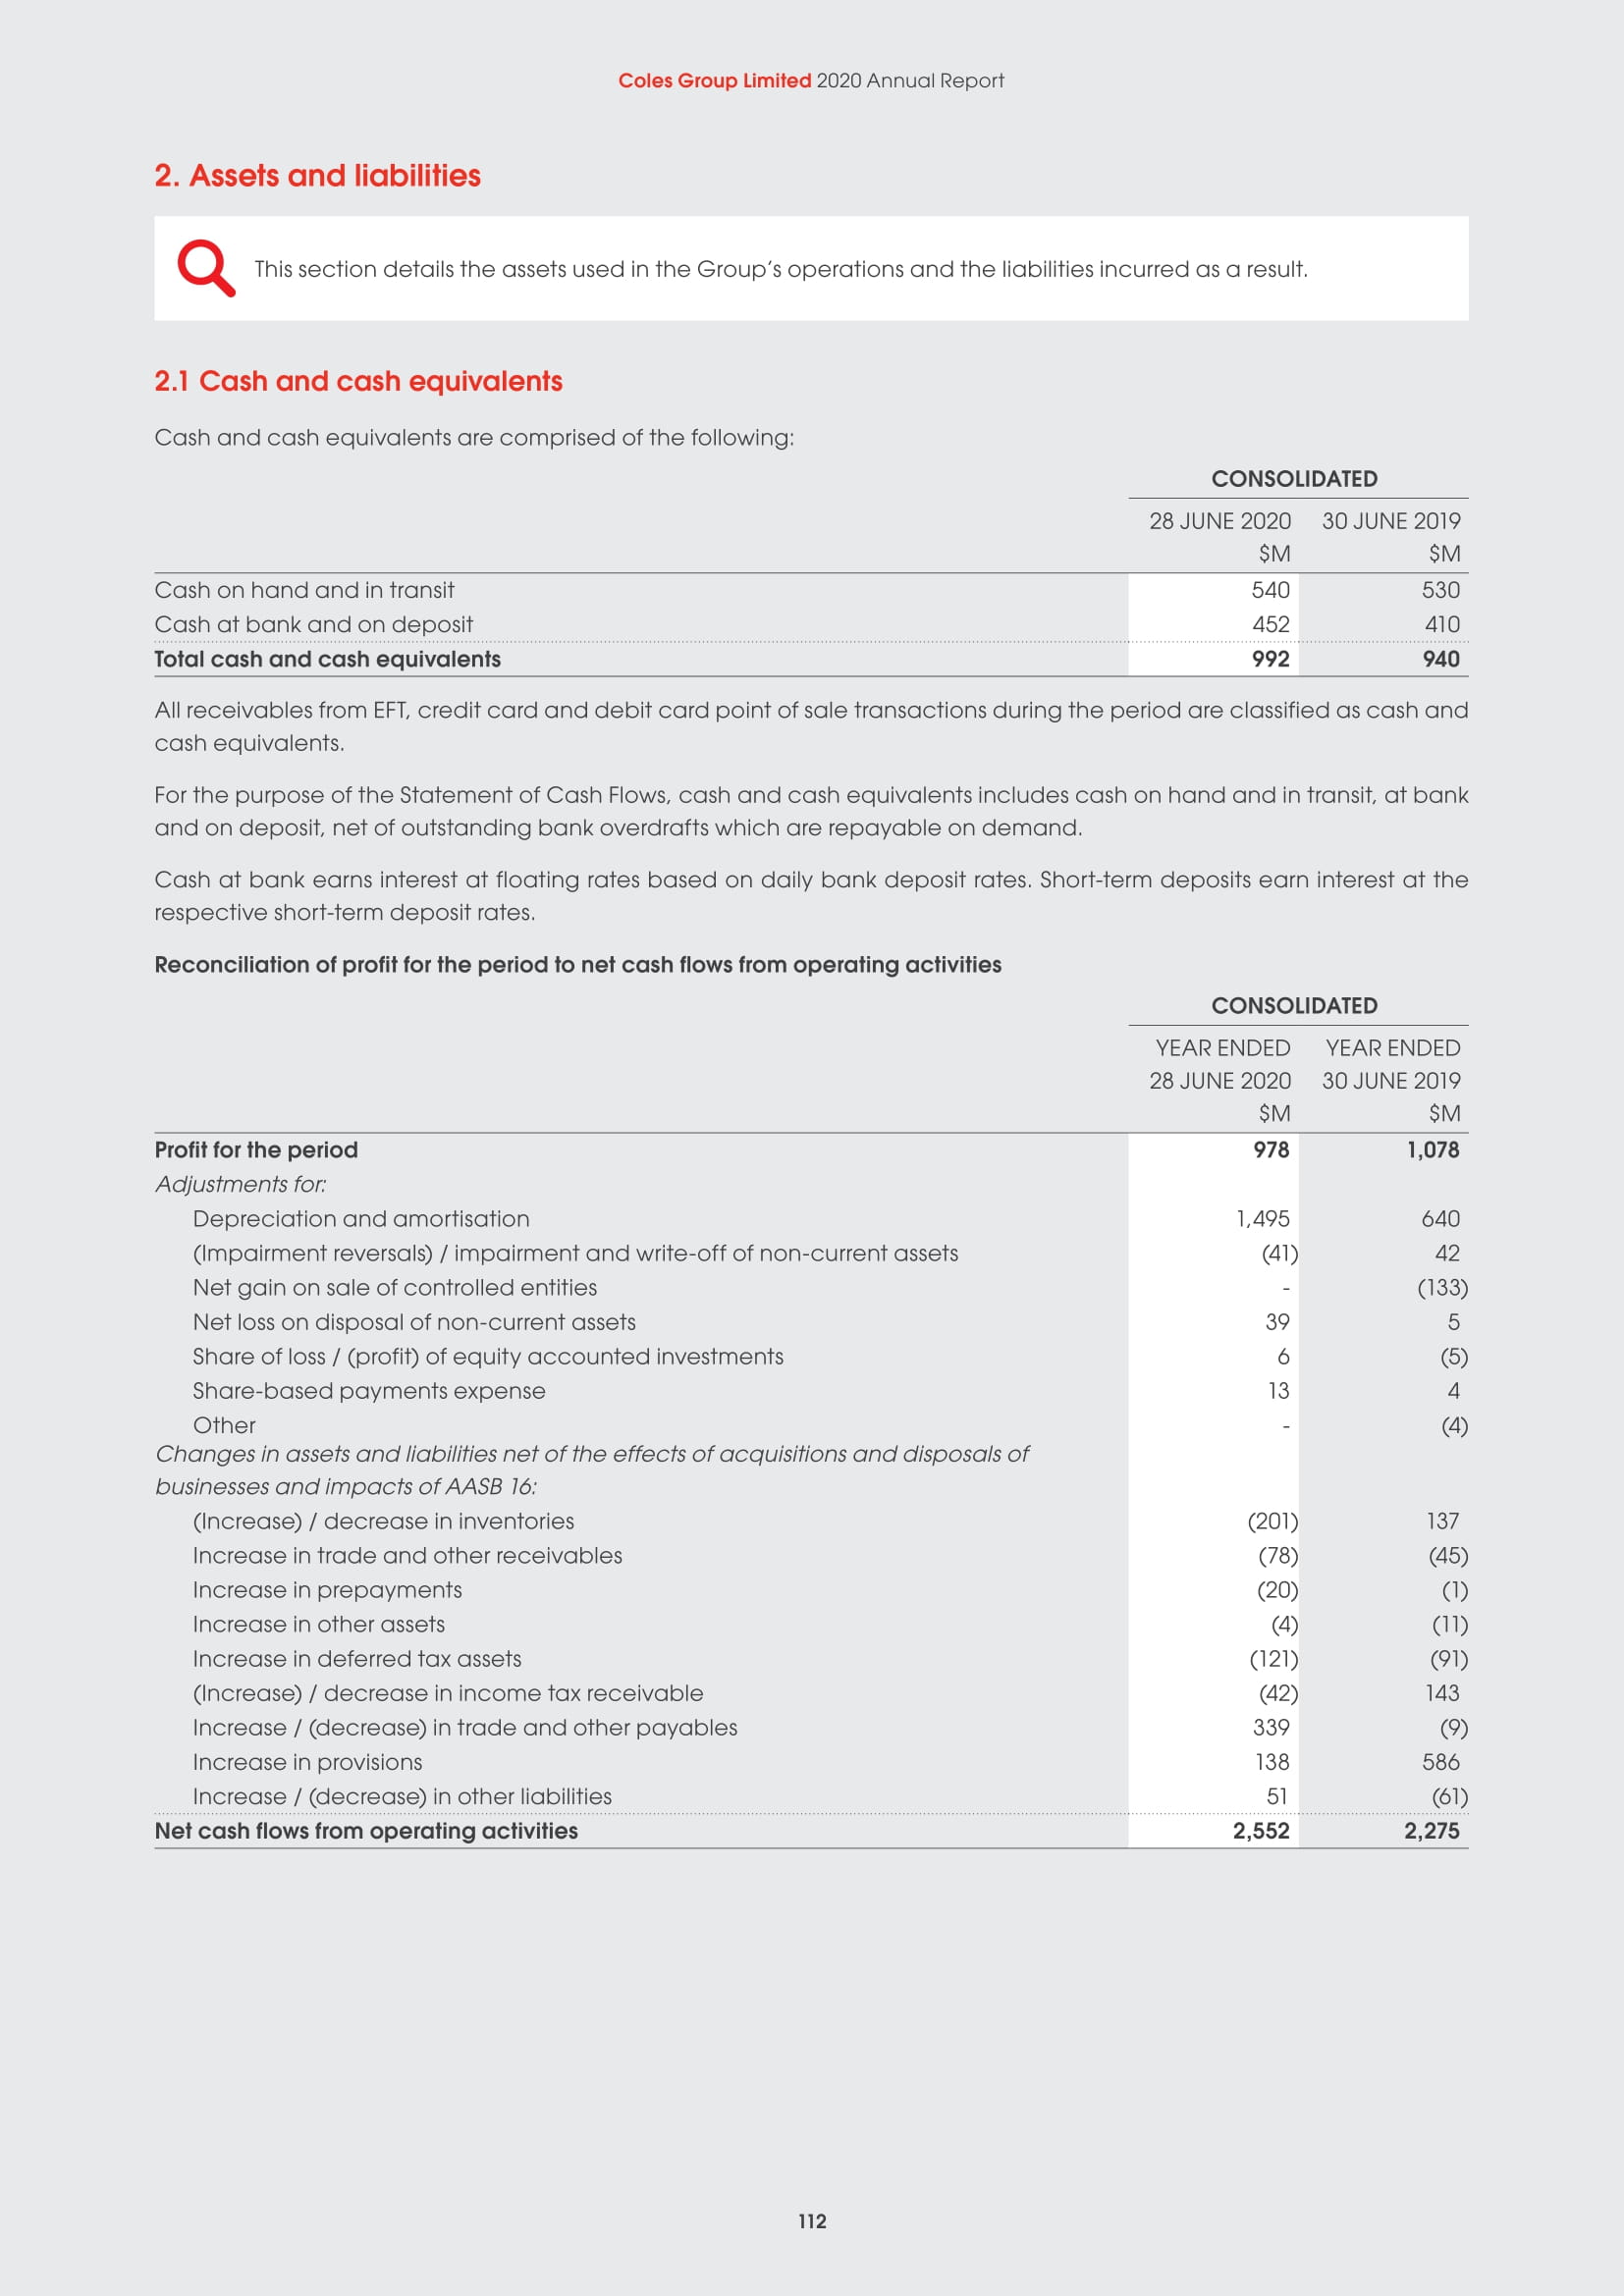 Coles Group Limited 2020 Annual Report
2. Assets and liabilities
This section details the assets used in the Group's operations and the liabilities incurred as a result.
2.1 Cash and cash equivalents
Cash and cash equivalents are comprised of the following:
CONSOLIDATED
28 JUNE 2020 30 JUNE 2019
$M $M
Cash on hand and in transit 540 530
Cash at bank and on deposit 452 410
Total cash and cash equivalents 992 940
All receivables from EFT, credit card and debit card point of sale transactions during the period are classified as cash and
cash equivalents.
For the purpose of the Statement of Cash Flows, cash and cash equivalents includes cash on hand and in transit, at bank
and on deposit, net of outstanding bank overdrafts which are repayable on demand.
Cash at bank earns interest at floating rates based on daily bank deposit rates. Short-term deposits earn interest at the
respective short-term deposit rates.
Reconciliation of profit for the period to net cash flows from operating activities
CONSOLIDATED
YEAR ENDED YEAR ENDED
28 JUNE 2020 30 JUNE 2019
$M $M
Profit for the period 978 1,078
Adjustments for:
Depreciation and amortisation 1,495 640
(Impairment reversals) / impairment and write-off of non-current assets (41) 42
Net gain on sale of controlled entities - (133)
Net loss on disposal of non-current assets 39 5
Share of loss / (profit) of equity accounted investments 6 (5)
Share-based payments expense 13 4
Other - (4)
Changes in assets and liabilities net of the effects of acquisitions and disposals of
businesses and impacts of AASB 16:
(Increase) / decrease in inventories (201) 137
Increase in trade and other receivables (78) (45)
Increase in prepayments (20) (1)
Increase in other assets (4) (11)
Increase in deferred tax assets (121) (91)
(Increase) / decrease in income tax receivable (42) 143
Increase / (decrease) in trade and other payables 339 (9)
Increase in provisions 138 586
Increase / (decrease) in other liabilities 51 (61)
Net cash flows from operating activities 2,552 2,275
112